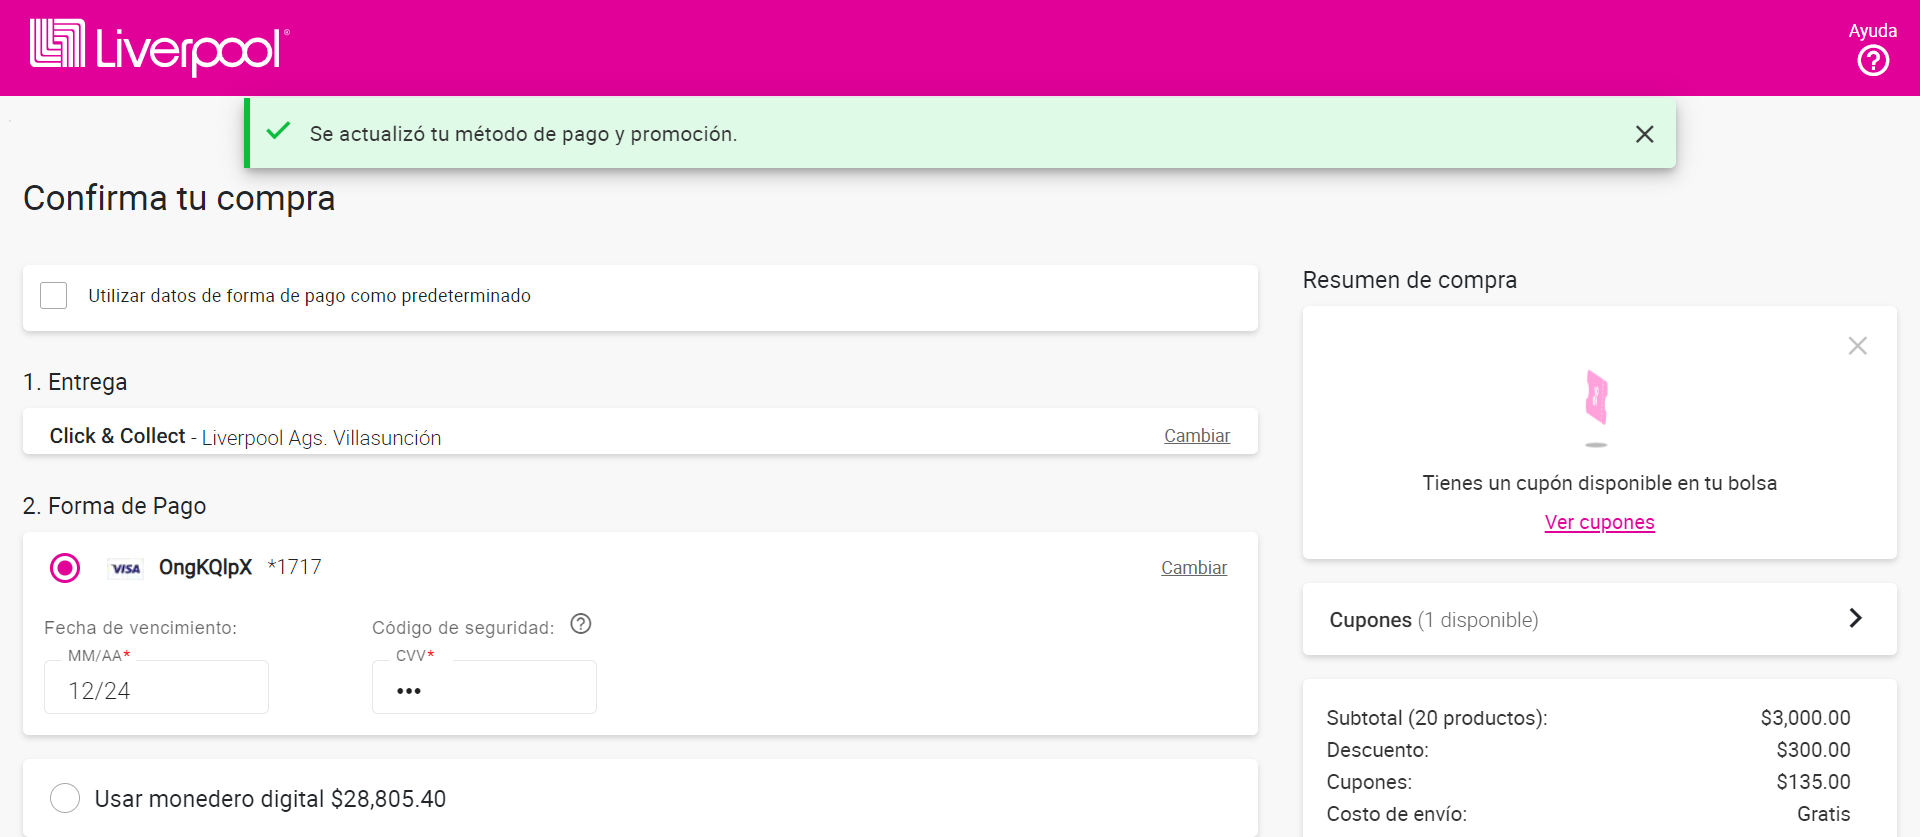 Liverpool®
Ayuda
Se actualizó tu método de pago y promoción.
Confirma tu compra
Utilizar datos de forma de pago como predeterminado
1. Entrega
Click & Collect - Liverpool Ags. Villasunción
Cambiar
2. Forma de Pago
VISA OngKQlpX *1717
Cambiar
Fecha de vencimiento:
MM/AA*
12/24
Código de seguridad:
CVV*
•••
Usar monedero digital $28,805.40
Resumen de compra
Tienes un cupón disponible en tu bolsa
Ver cupones
Cupones (1 disponible)
Subtotal (20 productos): $3,000.00
Descuento: $300.00
Cupones: $135.00
Costo de envío: Gratis